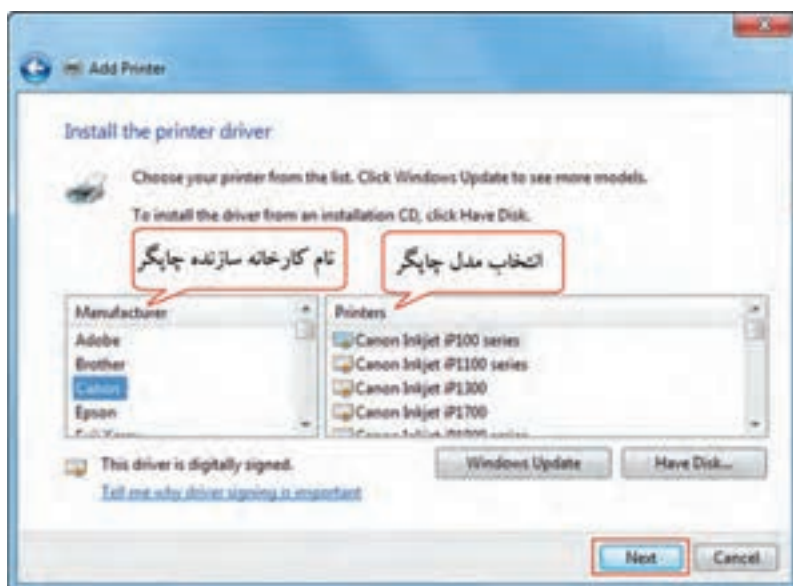 Add Printer
Install the printer driver
Choose your printer from the list. Click Windows Update to see more models.
To install the driver from an installation CD, click Have Disk.
نام کارخانه سازنده چاپگر
انتخاب مدل چاپگر
Manufacturer
Adobe
Brother
Canon
Epson
Printers
Canon Inkjet iP100 series
Canon Inkjet iP1100 series
Canon Inkjet iP1300
Canon Inkjet iP1700
This driver is digitally signed.
Tell me why driver signing is important
Windows Update
Have Disk...
Next
Cancel